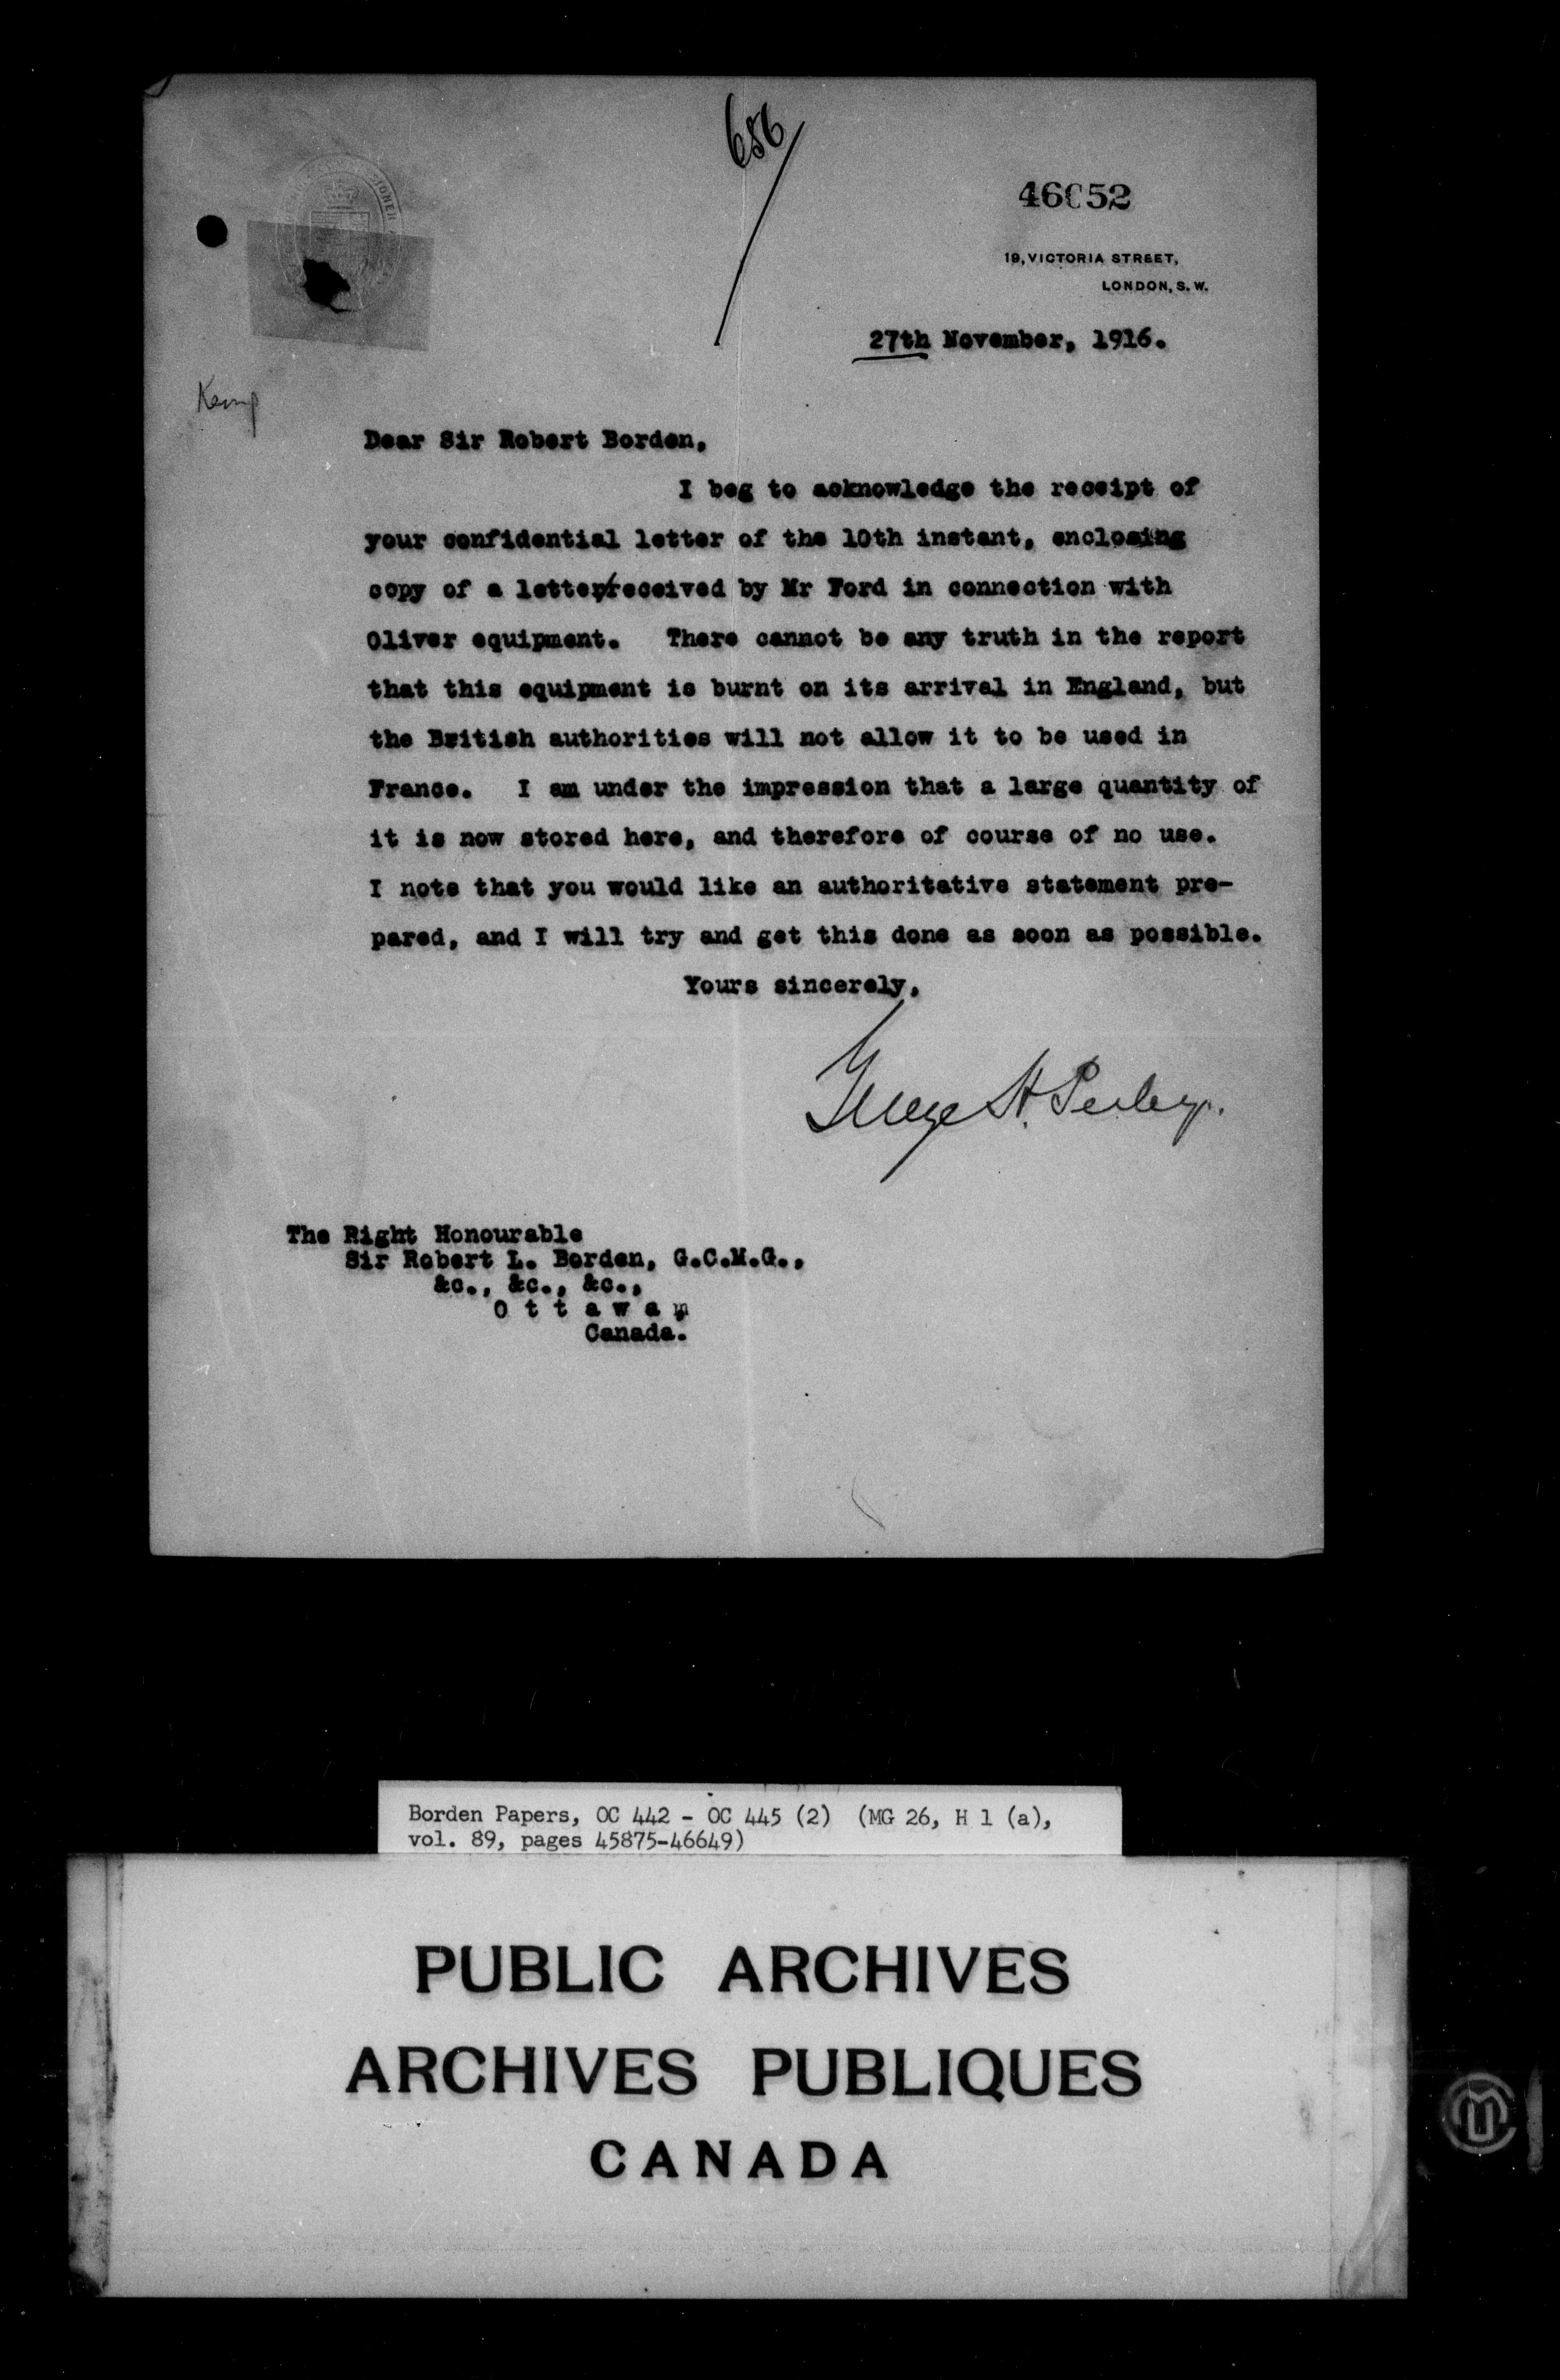 656
46052
19, VICTORIA STREET,
LONDON, S. W.
27th November, 1916.
Kemp
Dear Sir Robert Borden,
I beg to acknowledge the receipt of
your confidential letter of the 10th instant, enclosing
copy of a letter/received by Mr Ford in connection with
Oliver equipment. There cannot be any truth in the report
that this equipment is burnt on its arrival in England, but
the British authorities will not allow it to be used in
France. I am under the impression that a large quantity of
it is now stored here, and therefore of course of no use.
I note that you would like an authoritative statement pre-
pared, and I will try and get this done as soon as possible.
Yours sincerely,
George H. Perley.
The Right Honourable
Sir Robert L. Borden, G.C.M.G.,
&c., &c., &c.,
O t t a w a,
Canada.
Borden Papers, OC 442 - OC 445 (2) (MG 26, H 1 (a),
vol. 89, pages 45875-46649)
PUBLIC ARCHIVES
ARCHIVES PUBLIQUES
CANADA